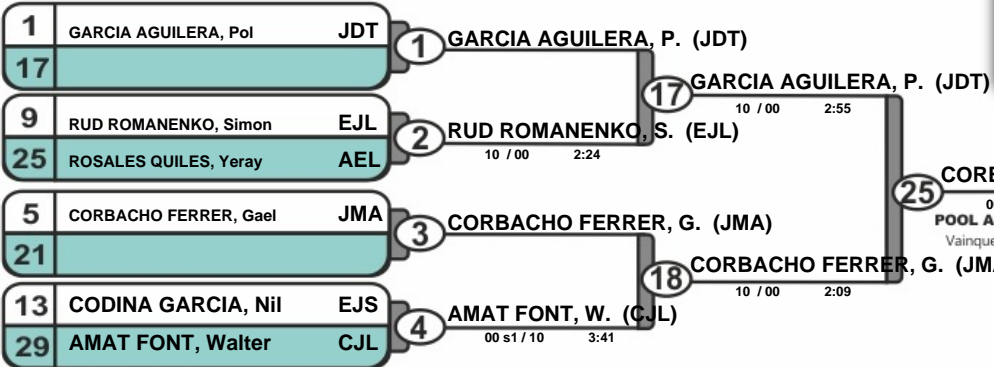 1 GARCIA AGUILERA, Pol JDT
17
1 GARCIA AGUILERA, P. (JDT)
9 RUD ROMANENKO, Simon EJL
25 ROSALES QUILES, Yeray AEL
2 RUD ROMANENKO, S. (EJL)
10 / 00 2:24
17 GARCIA AGUILERA, P. (JDT)
10 / 00 2:55
5 CORBACHO FERRER, Gael JMA
21
3 CORBACHO FERRER, G. (JMA)
13 CODINA GARCIA, Nil EJS
29 AMAT FONT, Walter CJL
4 AMAT FONT, W. (CJL)
00 s1 / 10 3:41
18 CORBACHO FERRER, G. (JMA
10 / 00 2:09
25
0
POOL A